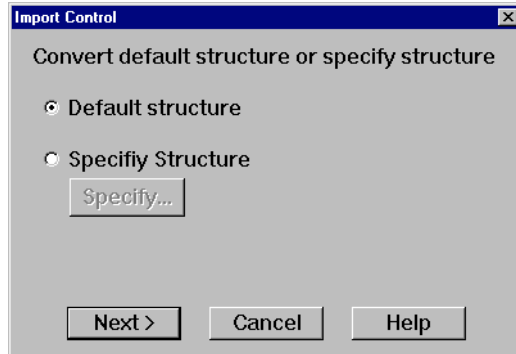 Import Control
Convert default structure or specify structure
Default structure
Specifiy Structure
Specify...
Next >
Cancel
Help